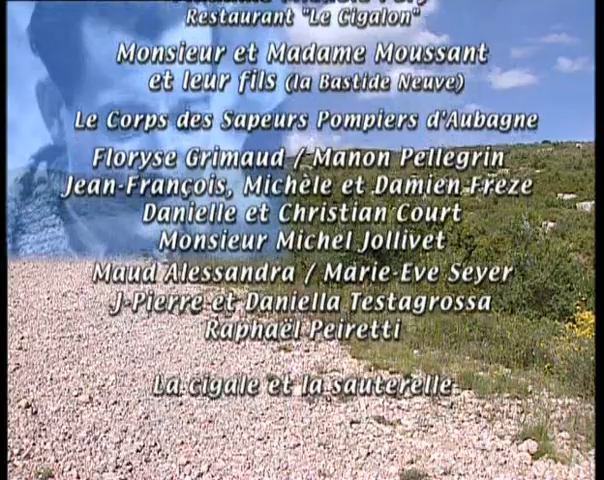 Restaurant "Le Cigalon"
Monsieur et Madame Moussant
et leur fils (la Bastide Neuve)
Le Corps des Sapeurs Pompiers d'Aubagne
Floryse Grimaud / Manon Pellegrin
Jean-François, Michèle et Damien Freze
Danielle et Christian Court
Monsieur Michel Jollivet
Maud Alessandra / Marie-Eve Seyer
J-Pierre et Daniella Testagrossa
Raphaël Peiretti
La cigale et la sauterelle